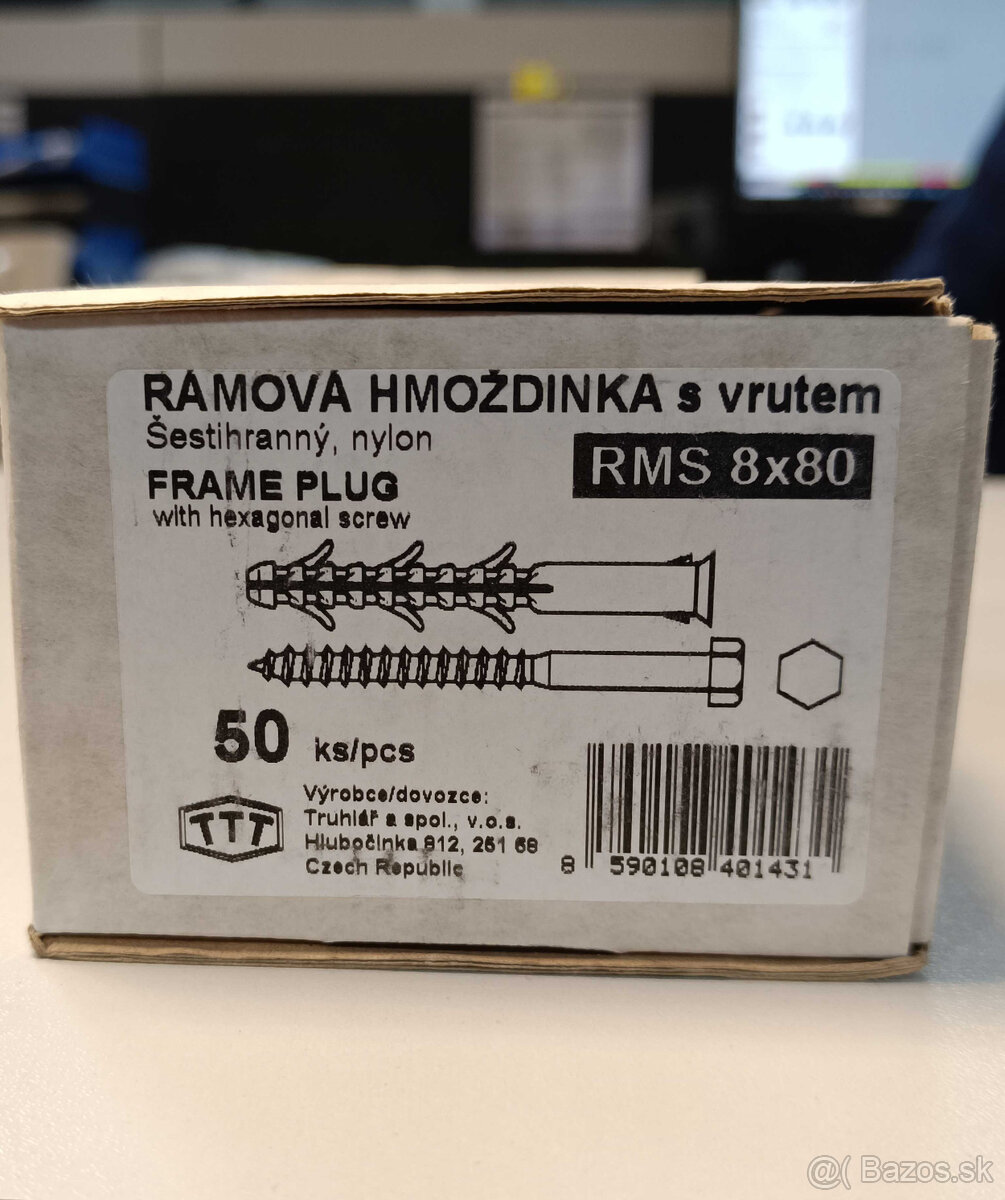 RÁMOVÁ HMOŽDINKA s vrutem
Šestihranný, nylon
RMS 8x80
FRAME PLUG
with hexagonal screw
50 ks/pcs
TTT
Výrobce/dovozce:
Truhlář a spol., v.o.s.
Hlubočinka 812, 251 68
Czech Republic
8 590108 401431
@( Bazos.sk